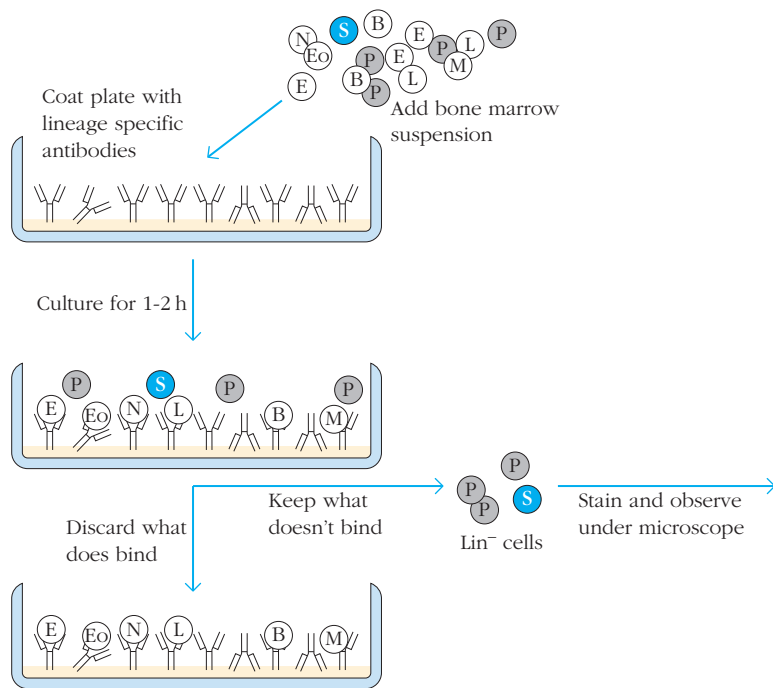 N
S
B
E
L
P
Eo
P
E
P
M
E
B
P
L
Coat plate with
lineage specific
antibodies
Add bone marrow
suspension
Culture for 1-2 h
P
S
P
P
E
Eo
N
L
B
M
Keep what
doesn't bind
Discard what
does bind
P
P
P
S
Lin⁻ cells
Stain and observe
under microscope
E
Eo
N
L
B
M